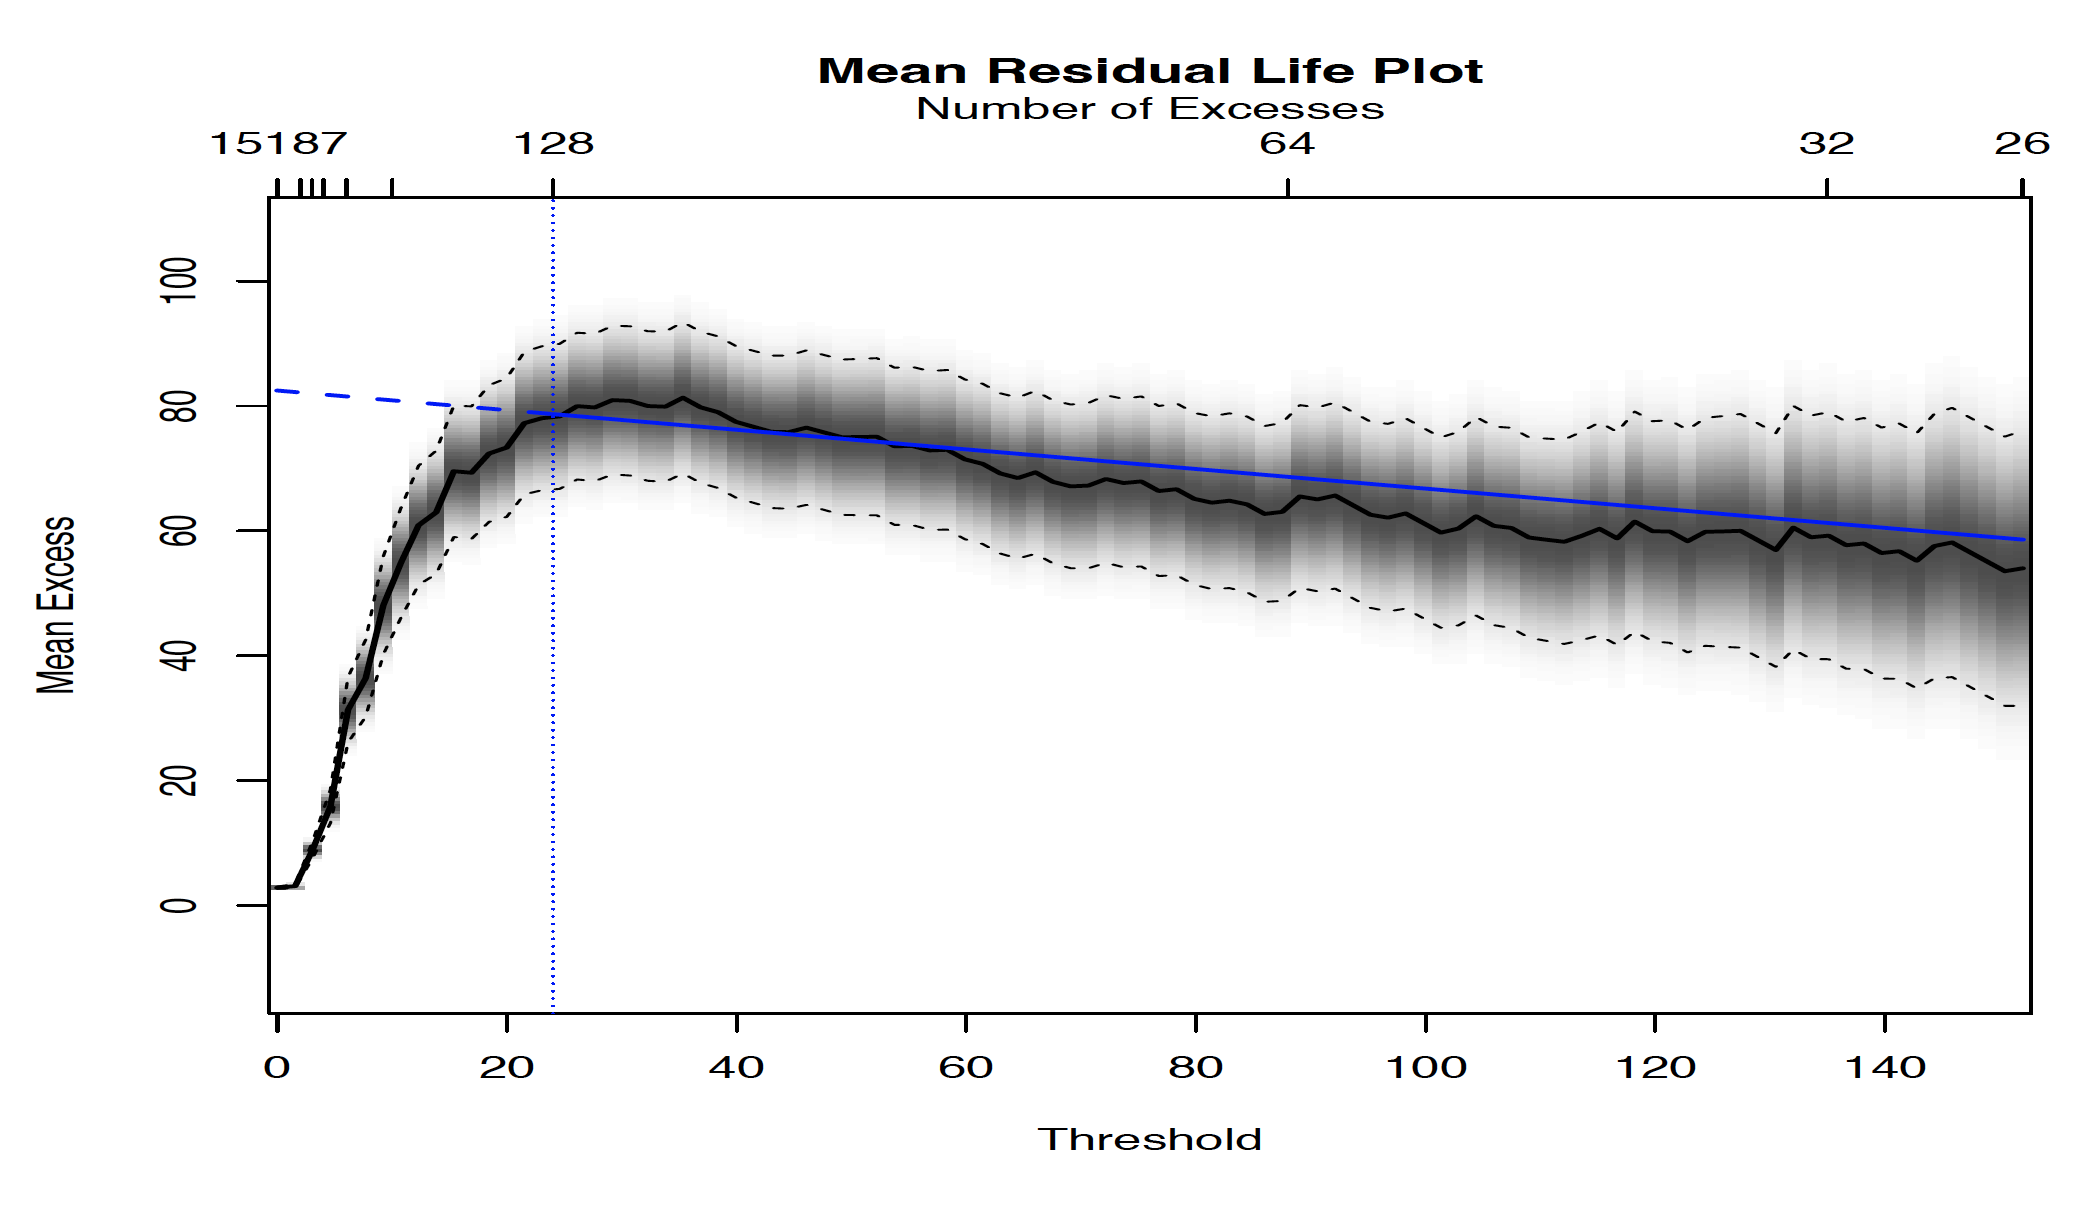 Mean Residual Life Plot
Number of Excesses
15187 128 64 32 26
Mean Excess
100
80
60
40
20
0
0 20 40 60 80 100 120 140
Threshold